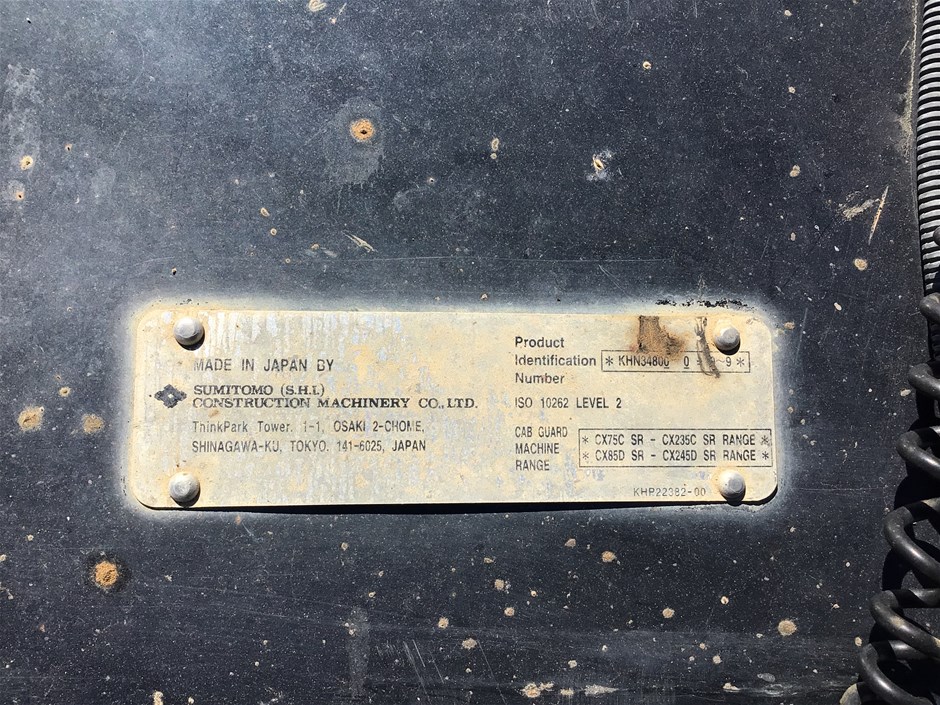 MADE IN JAPAN BY
SUMITOMO (S.H.I.)
CONSTRUCTION MACHINERY CO., LTD.
ThinkPark Tower. 1-1, OSAKI 2-CHOME,
SHINAGAWA-KU, TOKYO. 141-6025, JAPAN
Product
Identification
Number
ISO 10262 LEVEL 2
CAB GUARD
MACHINE
RANGE
* CX75C SR - CX235C SR RANGE *
* CX85D SR - CX245D SR RANGE *
KHP22382-00